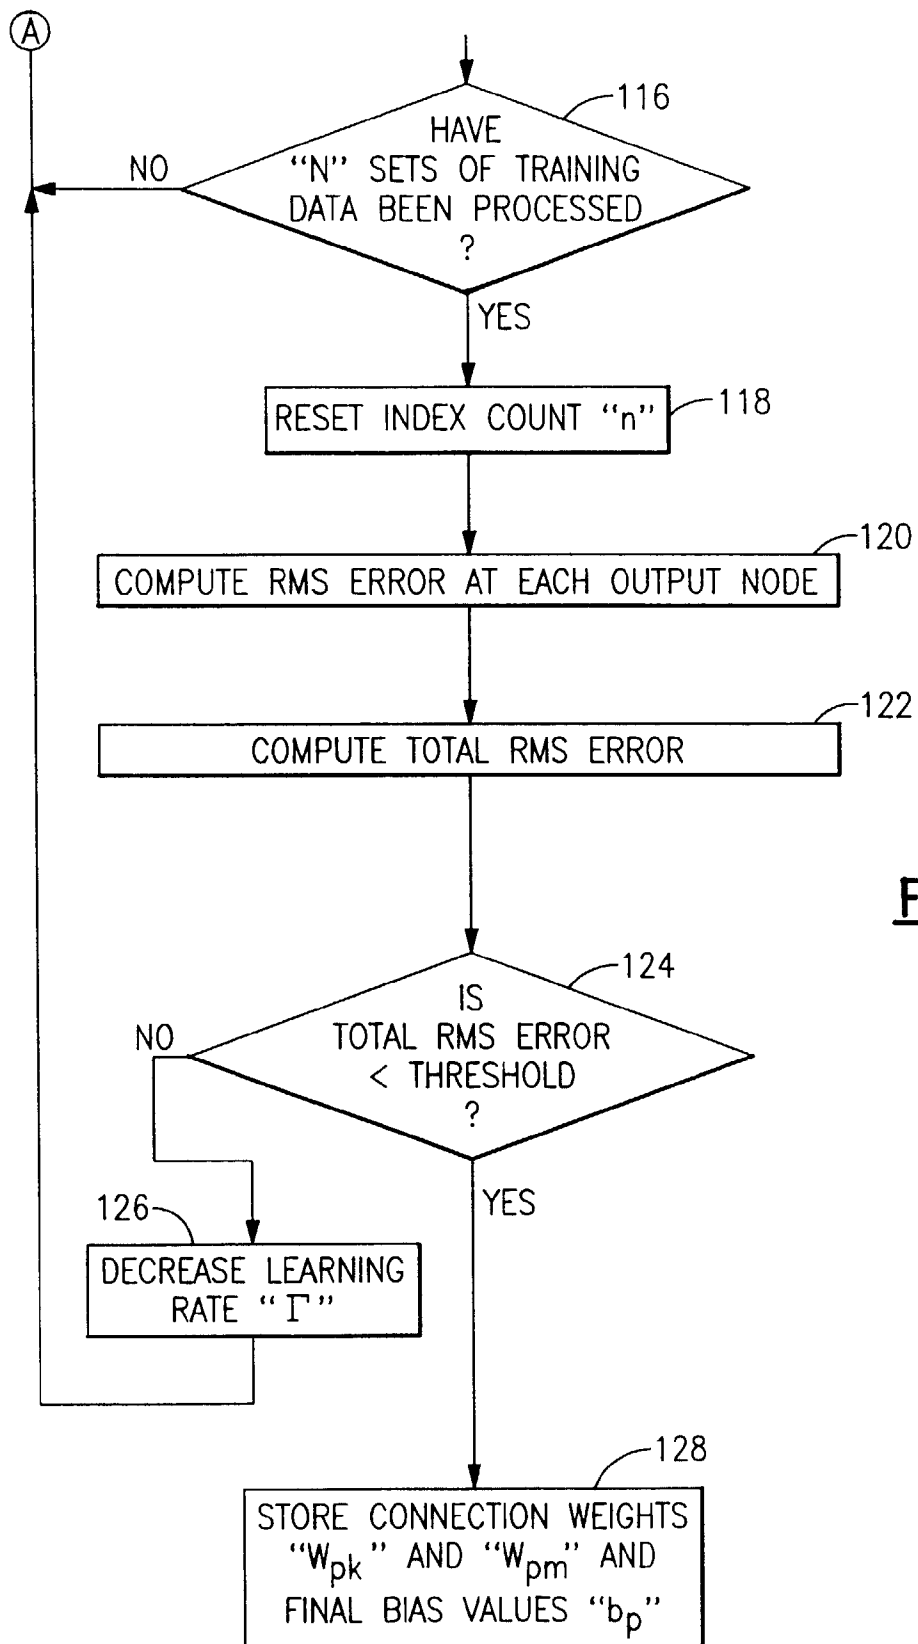 A
116
HAVE
“N” SETS OF TRAINING
DATA BEEN PROCESSED
?
NO
YES
RESET INDEX COUNT “n”
118
120
COMPUTE RMS ERROR AT EACH OUTPUT NODE
122
COMPUTE TOTAL RMS ERROR
124
IS
TOTAL RMS ERROR
< THRESHOLD
?
NO
YES
126
DECREASE LEARNING
RATE “Γ”
128
STORE CONNECTION WEIGHTS
“Wpk” AND “Wpm” AND
FINAL BIAS VALUES “bp”